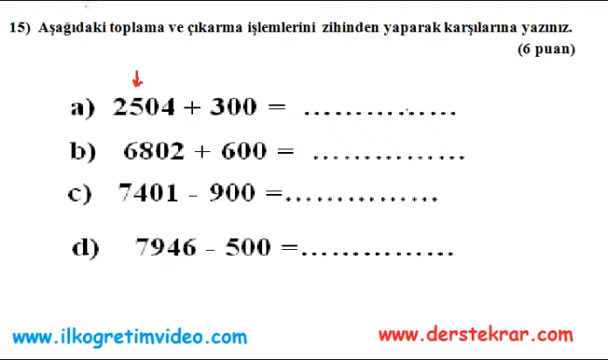 15) Aşağıdaki toplama ve çıkarma işlemlerini zihinden yaparak karşılarına yazınız.
(6 puan)
a) 2504 + 300 = ...............
b) 6802 + 600 = ...............
c) 7401 - 900 =...............
d) 7946 - 500 =...............
www.ilkogretimvideo.com www.derstekrar.com